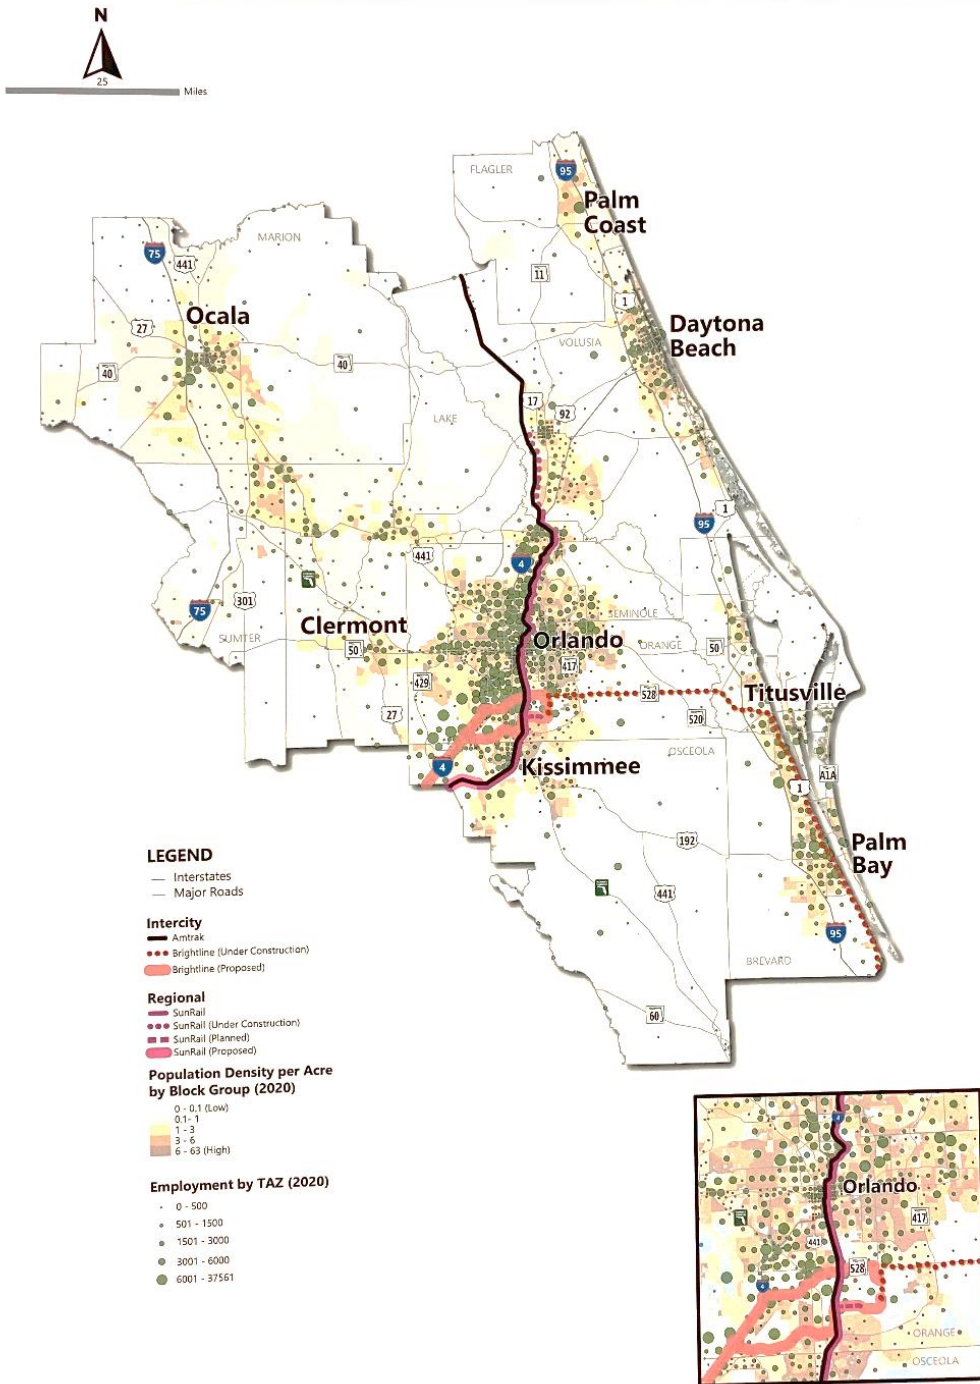 N
25
Miles
FLAGLER
95
Palm
Coast
MARION
75
441
11
Ocala
1
27
Daytona
Beach
VOLUSIA
40
40
17
92
LAKE
1
95
441
4
75
301
SUMTER
Clermont
50
SEMINOLE
Orlando
ORANGE
50
417
429
528
Titusville
27
520
OSCEOLA
4
Kissimmee
A1A
1
192
Palm
Bay
441
95
BREVARD
60
LEGEND
Interstates
Major Roads
Intercity
Amtrak
Brightline (Under Construction)
Brightline (Proposed)
Regional
SunRail
SunRail (Under Construction)
SunRail (Planned)
SunRail (Proposed)
Population Density per Acre
by Block Group (2020)
0 - 0.1 (Low)
0.1- 1
1 - 3
3 - 6
6 - 63 (High)
Employment by TAZ (2020)
0 - 500
501 - 1500
1501 - 3000
3001 - 6000
6001 - 37561
4
Orlando
417
441
528
4
ORANGE
OSCEOLA